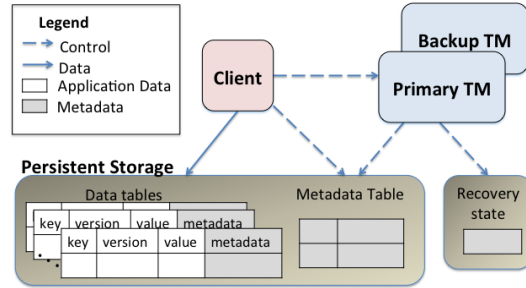 Legend
Control
Data
Application Data
Metadata
Client
Backup TM
Primary TM
Persistent Storage
Data tables
key version value metadata
key version value metadata
Metadata Table
Recovery
state